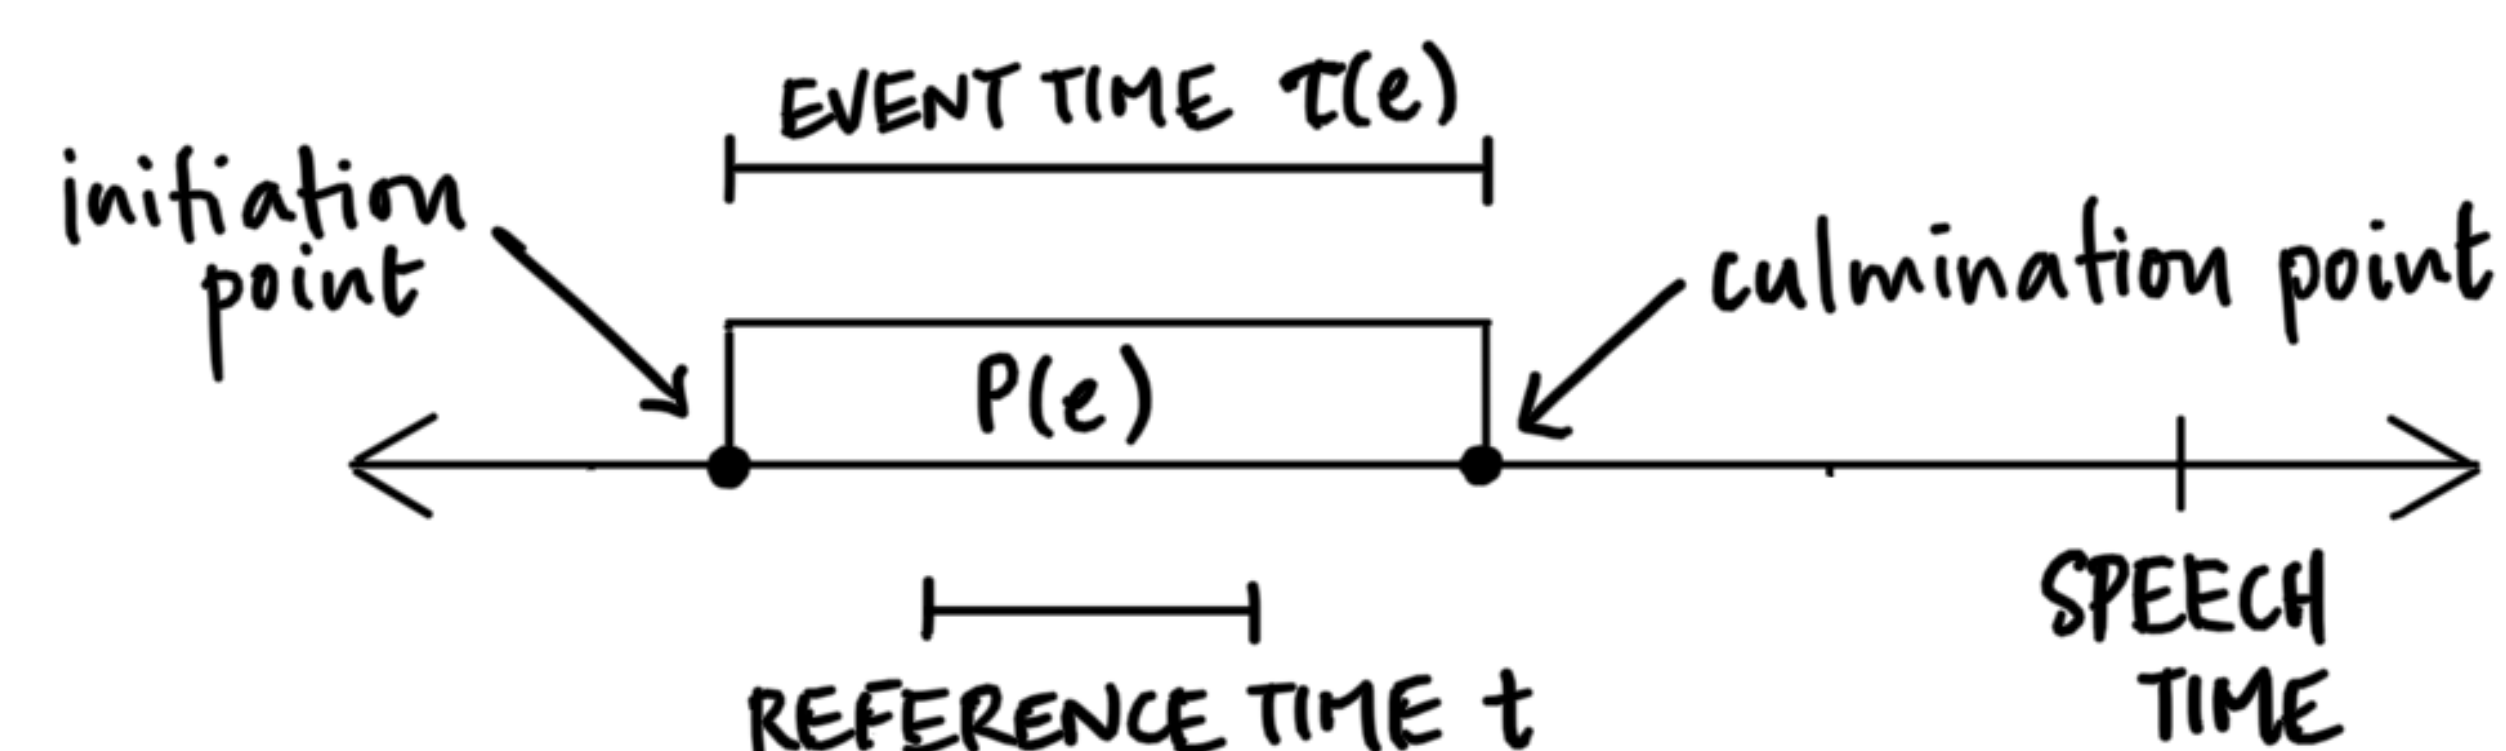 EVENT TIME τ(e)
initiation
point
culmination point
P(e)
SPEECH
TIME
REFERENCE TIME t